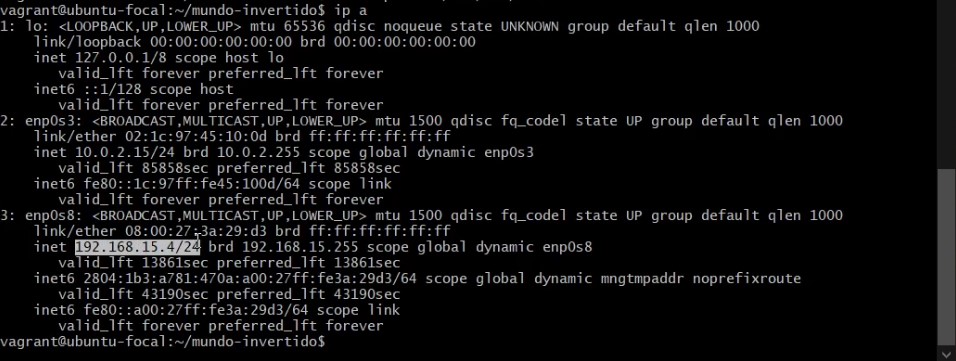 vagrant@ubuntu-focal:~/mundo-invertido$ ip a
1: lo: <LOOPBACK,UP,LOWER_UP> mtu 65536 qdisc noqueue state UNKNOWN group default qlen 1000
    link/loopback 00:00:00:00:00:00 brd 00:00:00:00:00:00
    inet 127.0.0.1/8 scope host lo
       valid_lft forever preferred_lft forever
    inet6 ::1/128 scope host
       valid_lft forever preferred_lft forever
2: enp0s3: <BROADCAST,MULTICAST,UP,LOWER_UP> mtu 1500 qdisc fq_codel state UP group default qlen 1000
    link/ether 02:1c:97:45:10:0d brd ff:ff:ff:ff:ff:ff
    inet 10.0.2.15/24 brd 10.0.2.255 scope global dynamic enp0s3
       valid_lft 85858sec preferred_lft 85858sec
    inet6 fe80::1c:97ff:fe45:100d/64 scope link
       valid_lft forever preferred_lft forever
3: enp0s8: <BROADCAST,MULTICAST,UP,LOWER_UP> mtu 1500 qdisc fq_codel state UP group default qlen 1000
    link/ether 08:00:27:3a:29:d3 brd ff:ff:ff:ff:ff:ff
    inet 192.168.15.4/24 brd 192.168.15.255 scope global dynamic enp0s8
       valid_lft 13861sec preferred_lft 13861sec
    inet6 2804:1b3:a781:470a:a00:27ff:fe3a:29d3/64 scope global dynamic mngtmpaddr noprefixroute
       valid_lft 43190sec preferred_lft 43190sec
    inet6 fe80::a00:27ff:fe3a:29d3/64 scope link
       valid_lft forever preferred_lft forever
vagrant@ubuntu-focal:~/mundo-invertido$